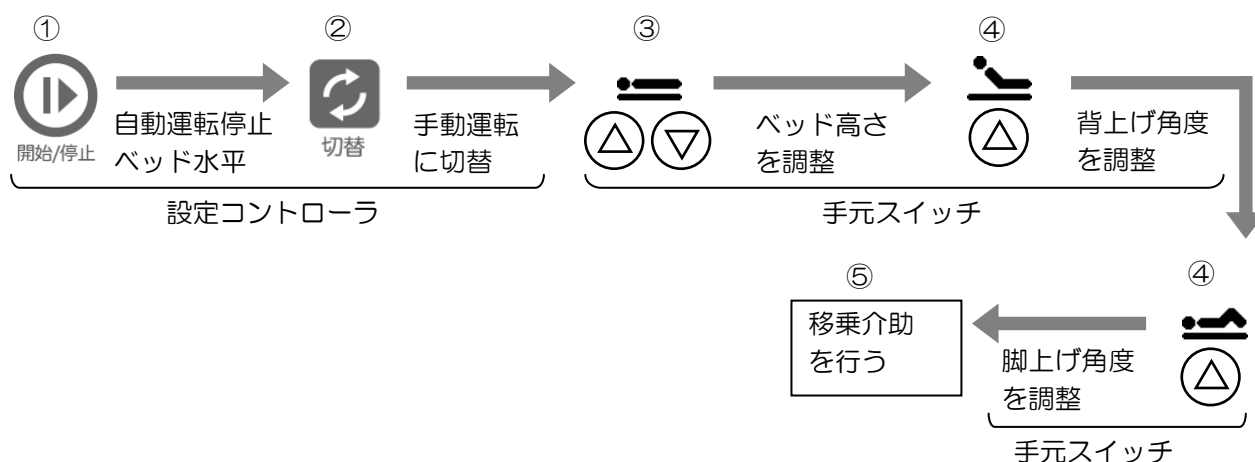 ① ② ③ ④
開始/停止
自動運転停止
ベッド水平
切替
手動運転
に切替
ベッド高さ
を調整
背上げ角度
を調整
設定コントローラ
手元スイッチ
⑤ ④
移乗介助
を行う
脚上げ角度
を調整
手元スイッチ